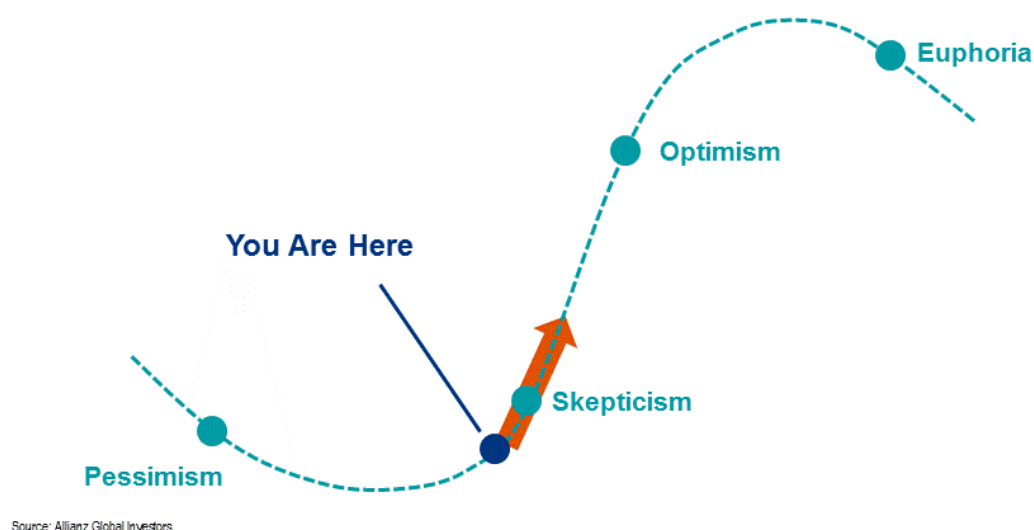 Euphoria
Optimism
You Are Here
Skepticism
Pessimism
Source: Allianz Global Investors